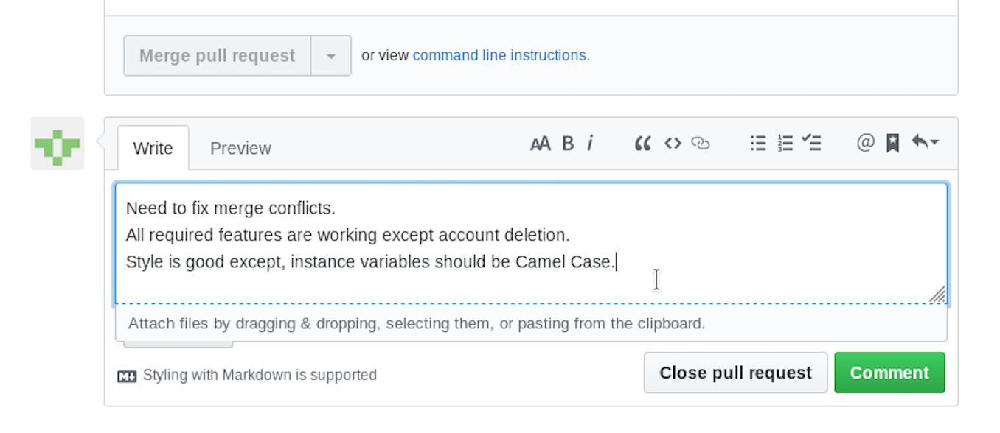 Merge pull request or view command line instructions.
Write Preview AA B i @
Need to fix merge conflicts.
All required features are working except account deletion.
Style is good except, instance variables should be Camel Case.
Attach files by dragging & dropping, selecting them, or pasting from the clipboard.
Styling with Markdown is supported
Close pull request Comment